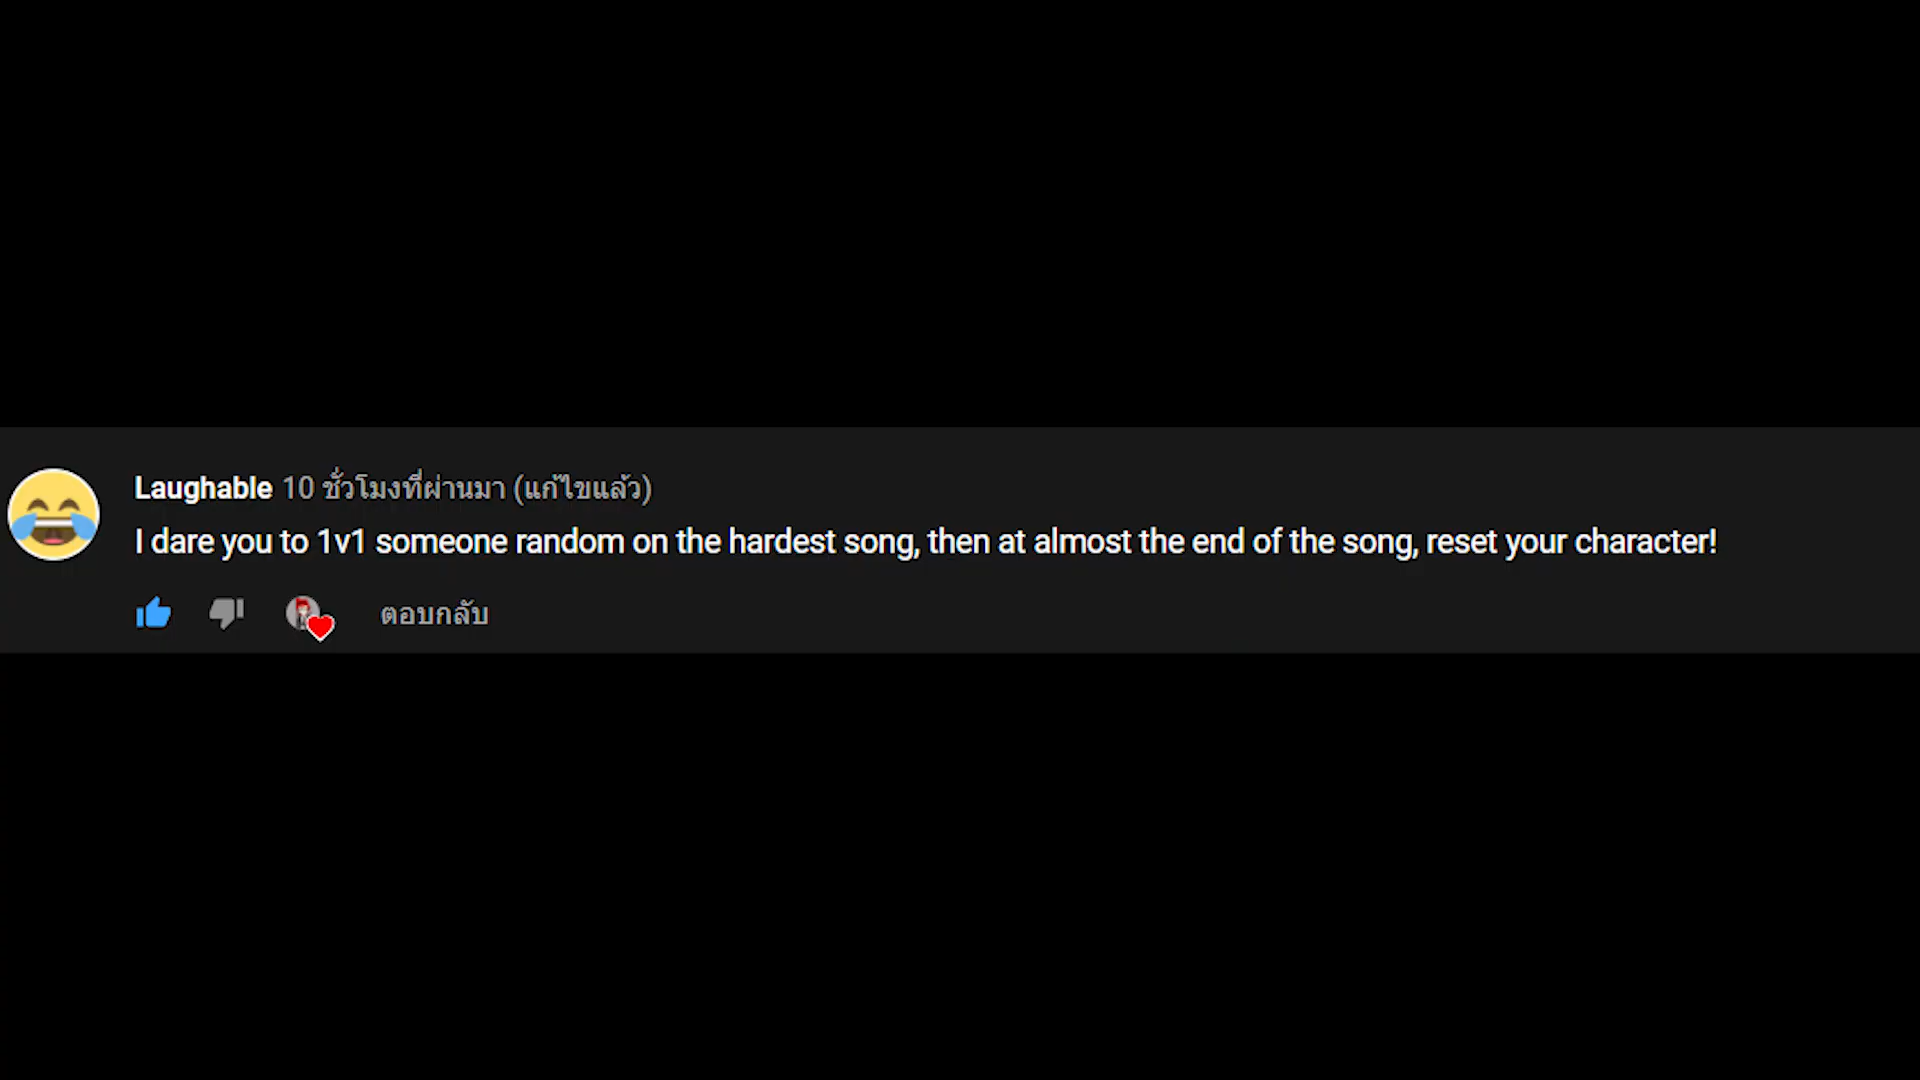 Laughable 10 ชั่วโมงที่ผ่านมา (แก้ไขแล้ว)
I dare you to 1v1 someone random on the hardest song, then at almost the end of the song, reset your character!
ตอบกลับ